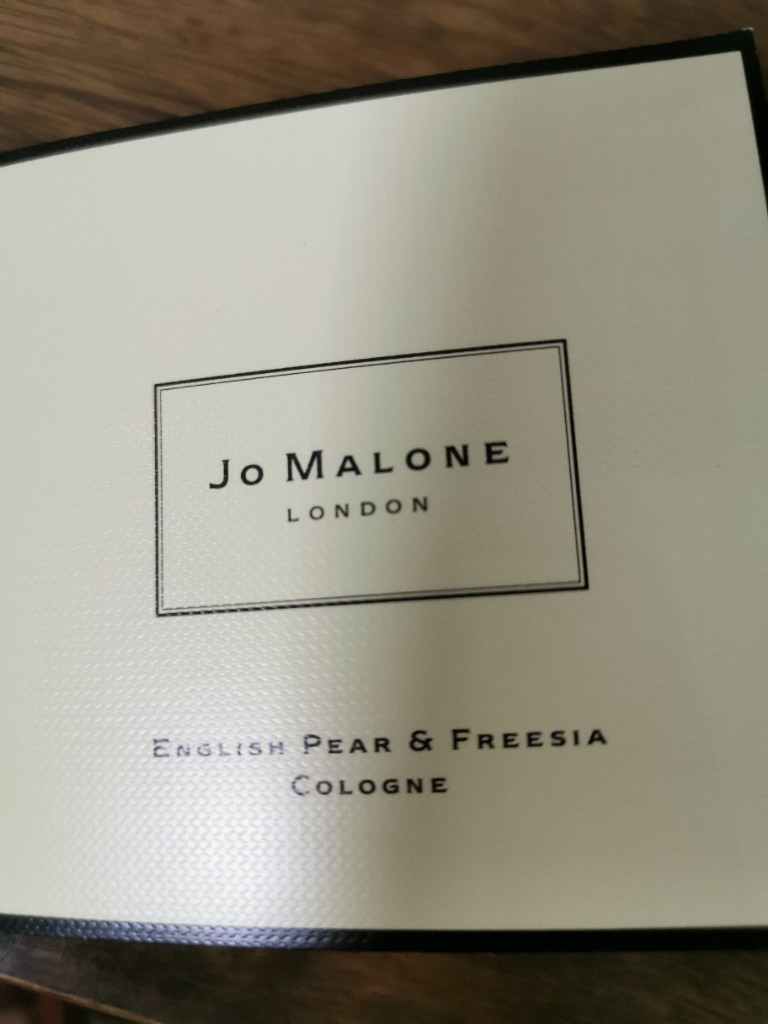 Jo Malone
LONDON
English Pear & Freesia
Cologne